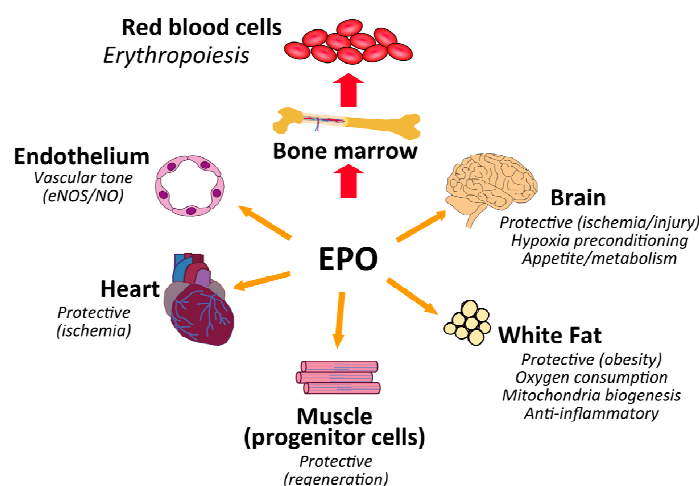 Red blood cells
Erythropoiesis
Bone marrow
Endothelium
Vascular tone
(eNOS/NO)
Brain
Protective (ischemia/injury)
Hypoxia preconditioning
Appetite/metabolism
EPO
Heart
Protective
(ischemia)
White Fat
Protective (obesity)
Oxygen consumption
Mitochondria biogenesis
Anti-inflammatory
Muscle
(progenitor cells)
Protective
(regeneration)